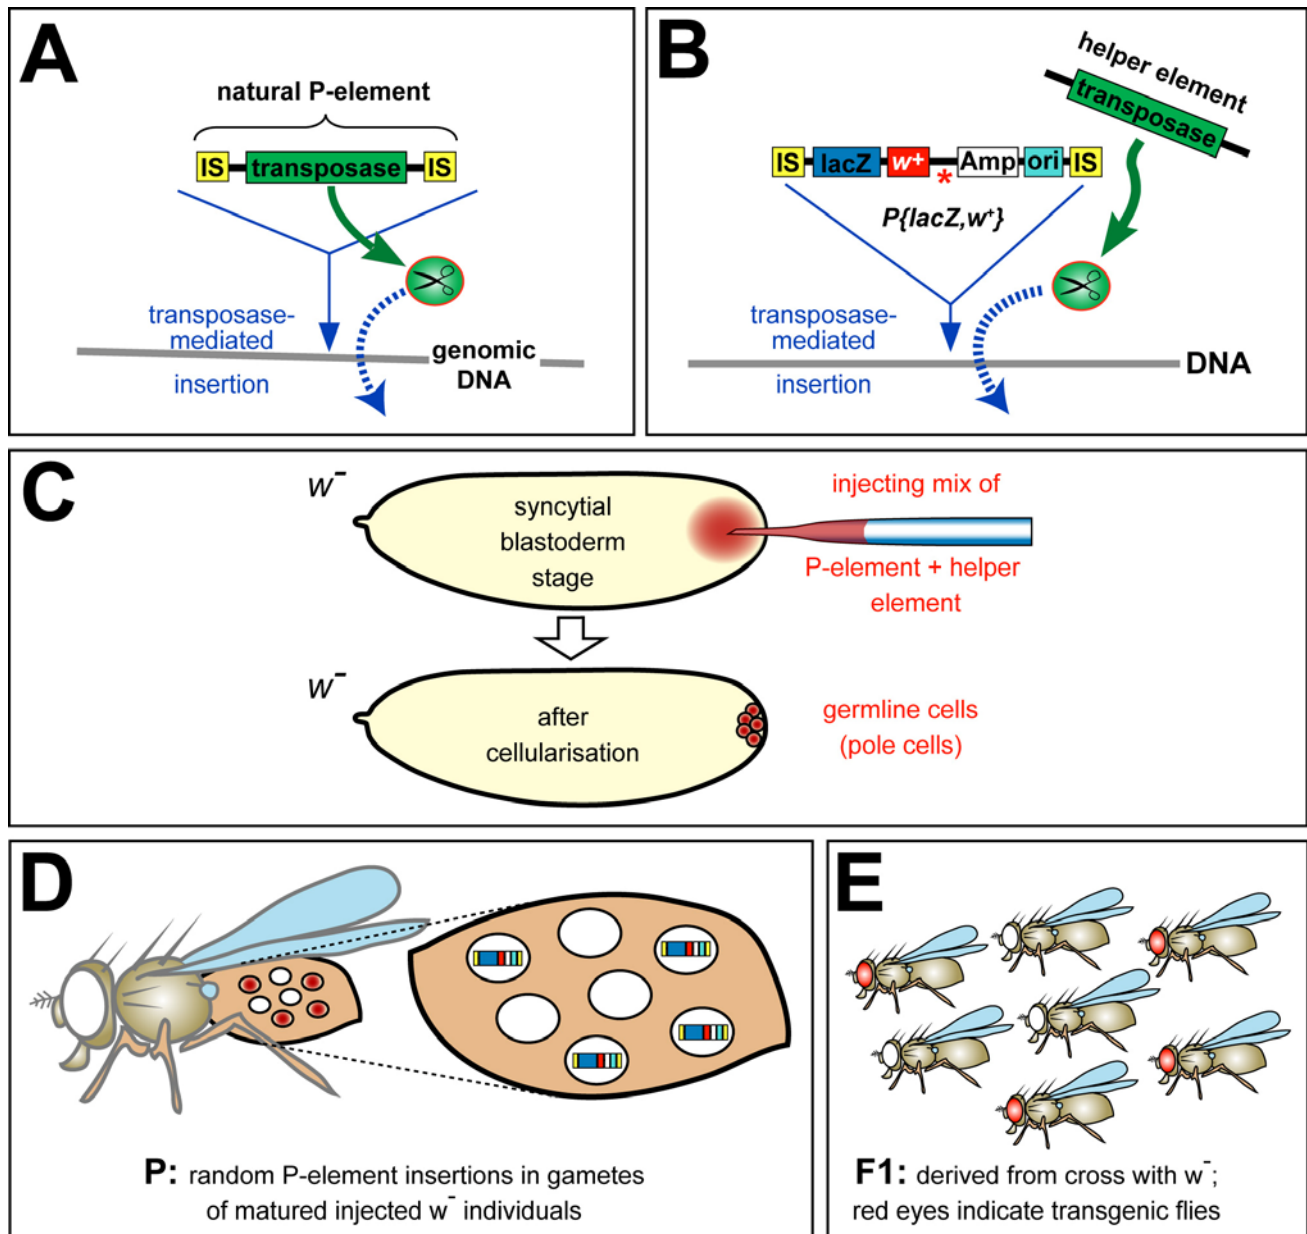 A
natural P-element
IS transposase IS
transposase-
mediated
insertion
genomic
DNA
B
helper element
transposase
IS lacZ w+ * Amp ori IS
P{lacZ,w+}
transposase-
mediated
insertion
DNA
C
w-
syncytial
blastoderm
stage
injecting mix of
P-element + helper
element
w-
after
cellularisation
germline cells
(pole cells)
D
P: random P-element insertions in gametes
of matured injected w- individuals
E
F1: derived from cross with w-;
red eyes indicate transgenic flies